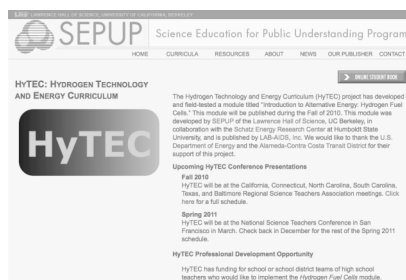 LHS LAWRENCE HALL OF SCIENCE, UNIVERSITY OF CALIFORNIA, BERKELEY
SEPUP Science Education for Public Understanding Program
HOME CURRICULA RESOURCES ABOUT NEWS OUR PUBLISHER CONTACT
ONLINE STUDENT BOOK
HYTEC: HYDROGEN TECHNOLOGY
AND ENERGY CURRICULUM
HyTEC
The Hydrogen Technology and Energy Curriculum (HyTEC) project has developed
and field-tested a module titled "Introduction to Alternative Energy: Hydrogen Fuel
Cells." This module will be published during the Fall of 2010. This module was
developed by SEPUP of the Lawrence Hall of Science, UC Berkeley, in
collaboration with the Schatz Energy Research Center at Humboldt State
University, and is published by LAB-AIDS, Inc. We would like to thank the U.S.
Department of Energy and the Alameda-Contra Costa Transit District for their
support of this project.
Upcoming HyTEC Conference Presentations
Fall 2010
HyTEC will be at the California, Connecticut, North Carolina, South Carolina,
Texas, and Baltimore Regional Science Teachers Association meetings. Click
here for a full schedule.
Spring 2011
HyTEC will be at the National Science Teachers Conference in San
Francisco in March. Check back in December for the rest of the Spring 2011
schedule.
HyTEC Professional Development Opportunity
HyTEC has funding for school or school district teams of high school
teachers who would like to implement the Hydrogen Fuel Cells module.